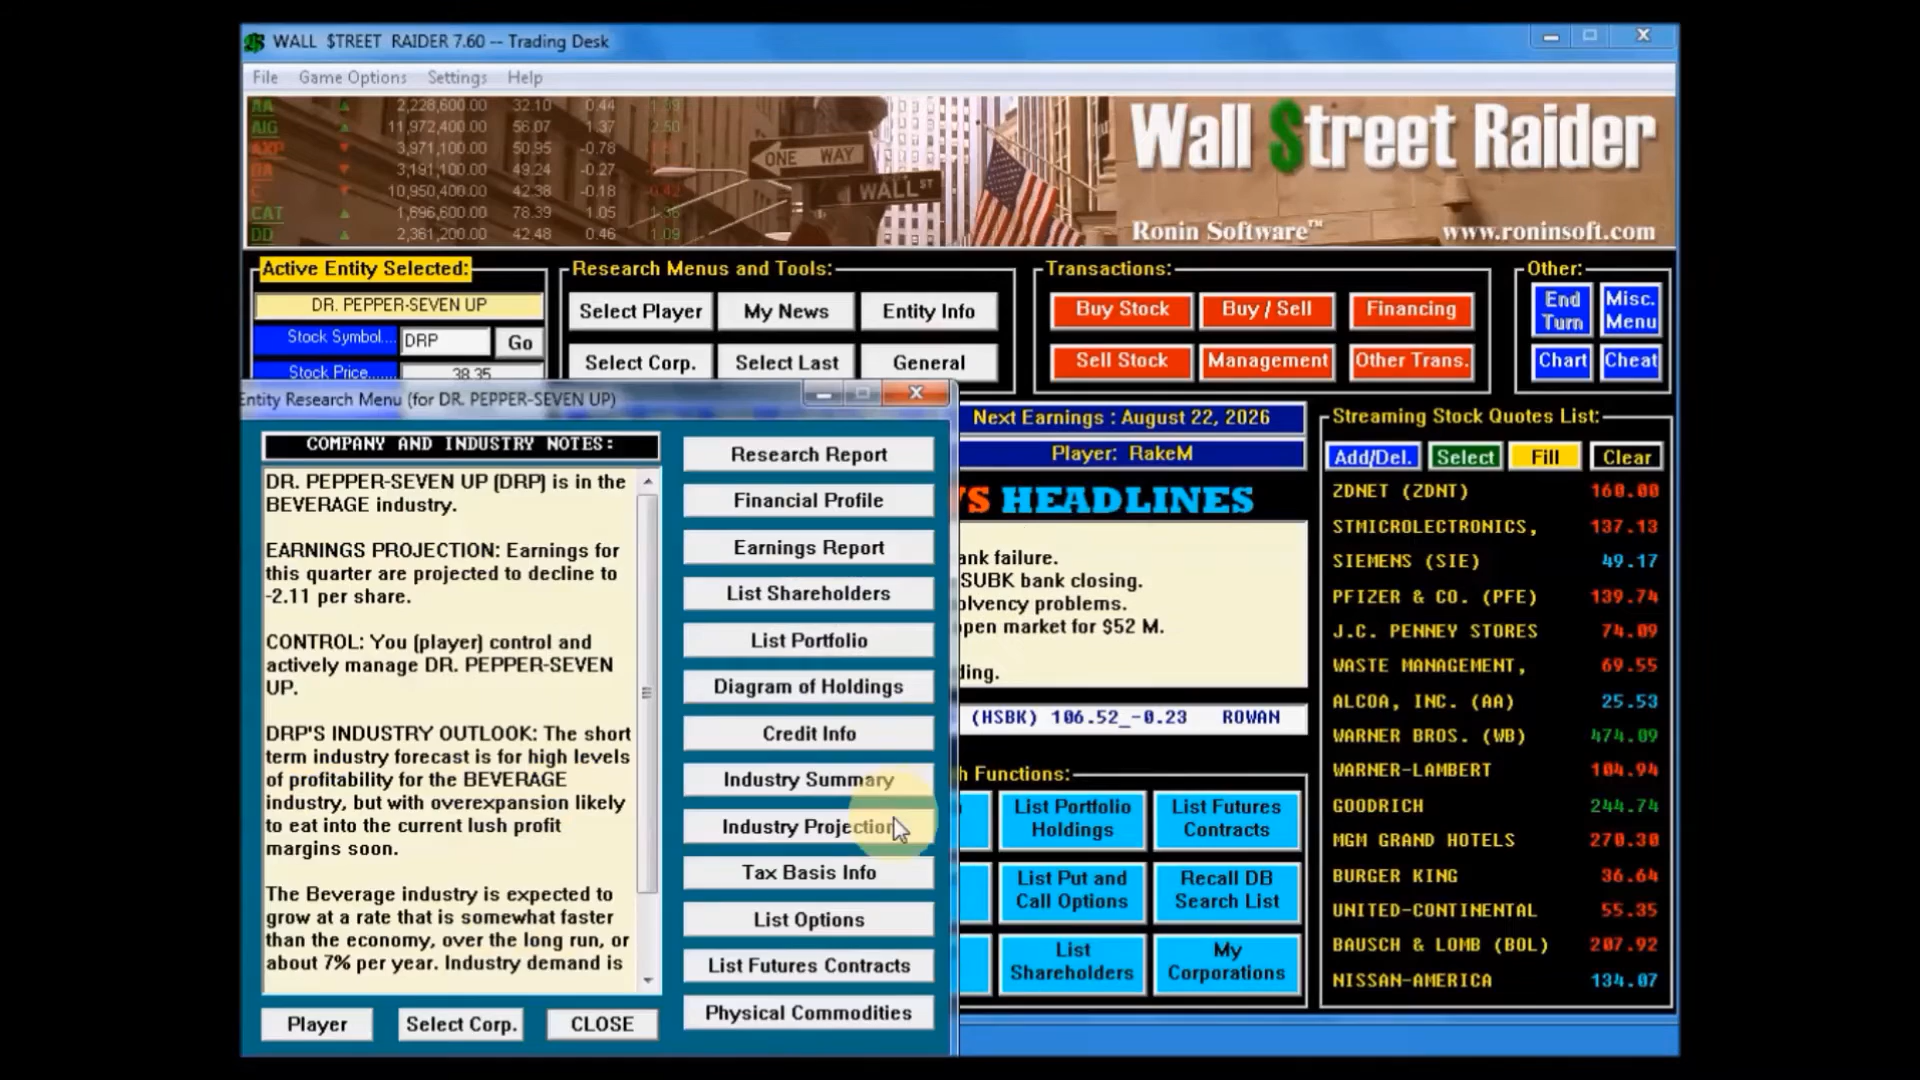 WALL $TREET RAIDER 7.60 -- Trading Desk
File Game Options Settings Help
AA 2,228,600.00 32.10 0.44
AIG 11,972,400.00 56.07 1.37
AXP 3,971,100.00 50.95 -0.78
3,191,100.00 49.24 -0.27
C 10,950,400.00 42.38 -0.18
CAT 1,696,600.00 78.39 1.05
DD 2,361,200.00 42.48 0.46 1.09
ONE WAY
WALL ST
Wall $treet Raider
Ronin Software™ www.roninsoft.com
Active Entity Selected:
DR. PEPPER-SEVEN UP
Stock Symbol.... DRP Go
Stock Price....... 38.35
Research Menus and Tools:
Select Player My News Entity Info
Select Corp. Select Last General
Transactions:
Buy Stock Buy / Sell Financing
Sell Stock Management Other Trans.
Other:
End Turn
Misc. Menu
Chart Cheat
Entity Research Menu (for DR. PEPPER-SEVEN UP)
COMPANY AND INDUSTRY NOTES:
DR. PEPPER-SEVEN UP (DRP) is in the
BEVERAGE industry.
EARNINGS PROJECTION: Earnings for
this quarter are projected to decline to
-2.11 per share.
CONTROL: You (player) control and
actively manage DR. PEPPER-SEVEN
UP.
DRP'S INDUSTRY OUTLOOK: The short
term industry forecast is for high levels
of profitability for the BEVERAGE
industry, but with overexpansion likely
to eat into the current lush profit
margins soon.
The Beverage industry is expected to
grow at a rate that is somewhat faster
than the economy, over the long run, or
about 7% per year. Industry demand is
Player Select Corp. CLOSE
Research Report
Financial Profile
Earnings Report
List Shareholders
List Portfolio
Diagram of Holdings
Credit Info
Industry Summary
Industry Projection
Tax Basis Info
List Options
List Futures Contracts
Physical Commodities
Next Earnings : August 22, 2026
Player: RakeM
S HEADLINES
ank failure.
SUBK bank closing.
olvency problems.
open market for $52 M.
ding.
(HSBK) 106.52_-0.23 ROWAN
h Functions:
List Portfolio Holdings
List Futures Contracts
List Put and Call Options
Recall DB Search List
List Shareholders
My Corporations
Streaming Stock Quotes List:
Add/Del. Select Fill Clear
ZDNET (ZDNT) 160.00
STMICROLECTRONICS, 137.13
SIEMENS (SIE) 49.17
PFIZER & CO. (PFE) 139.74
J.C. PENNEY STORES 74.09
WASTE MANAGEMENT, 69.55
ALCOA, INC. (AA) 25.53
WARNER BROS. (WB) 474.09
WARNER-LAMBERT 104.94
GOODRICH 244.74
MGM GRAND HOTELS 270.30
BURGER KING 36.64
UNITED-CONTINENTAL 55.35
BAUSCH & LOMB (BOL) 207.92
NISSAN-AMERICA 134.07